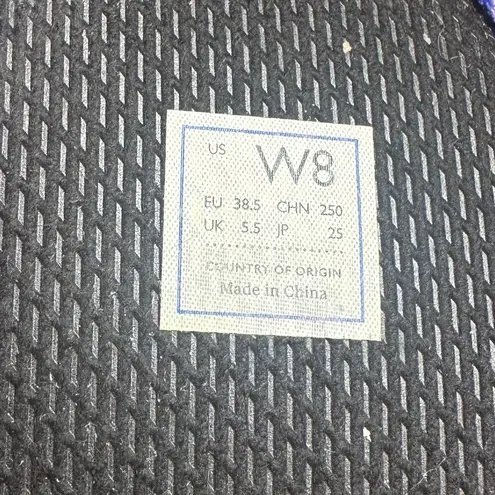 US W8
EU 38.5 CHN 250
UK 5.5 JP 25
COUNTRY OF ORIGIN
Made in China